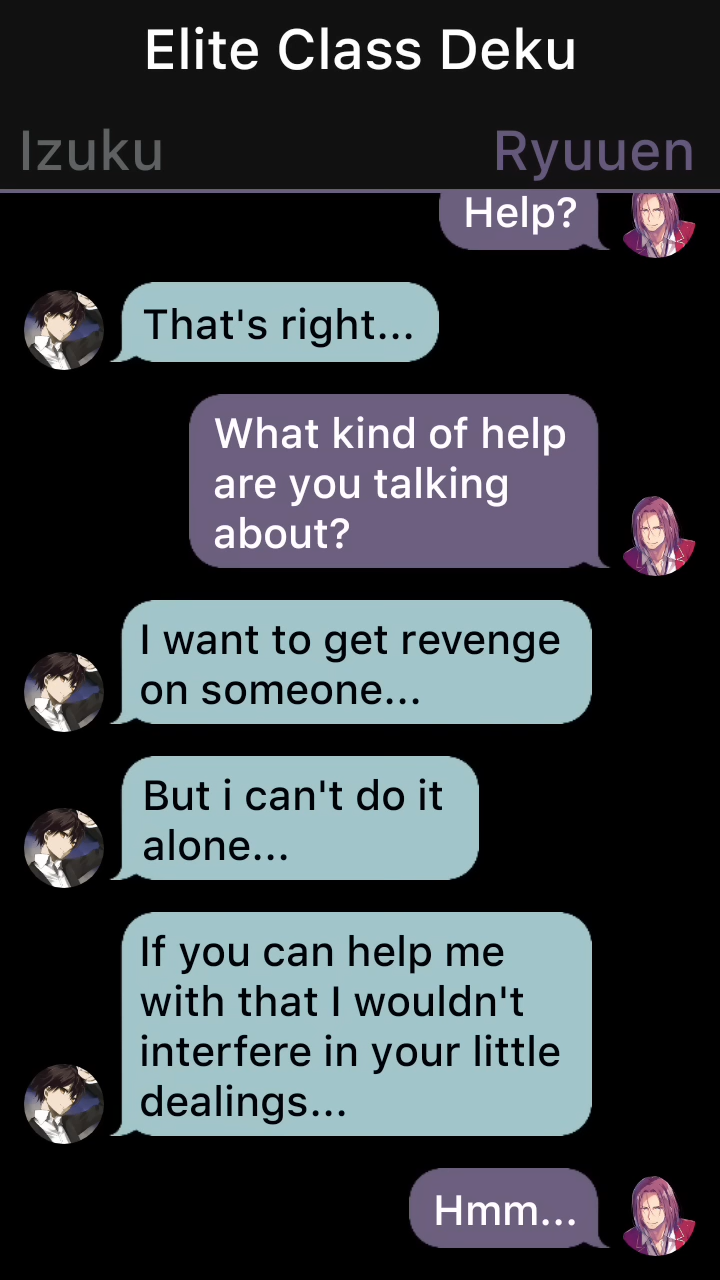 Elite Class Deku
Izuku
Ryuuen
Help?
That's right...
What kind of help
are you talking
about?
I want to get revenge
on someone...
But i can't do it
alone...
If you can help me
with that I wouldn't
interfere in your little
dealings...
Hmm...